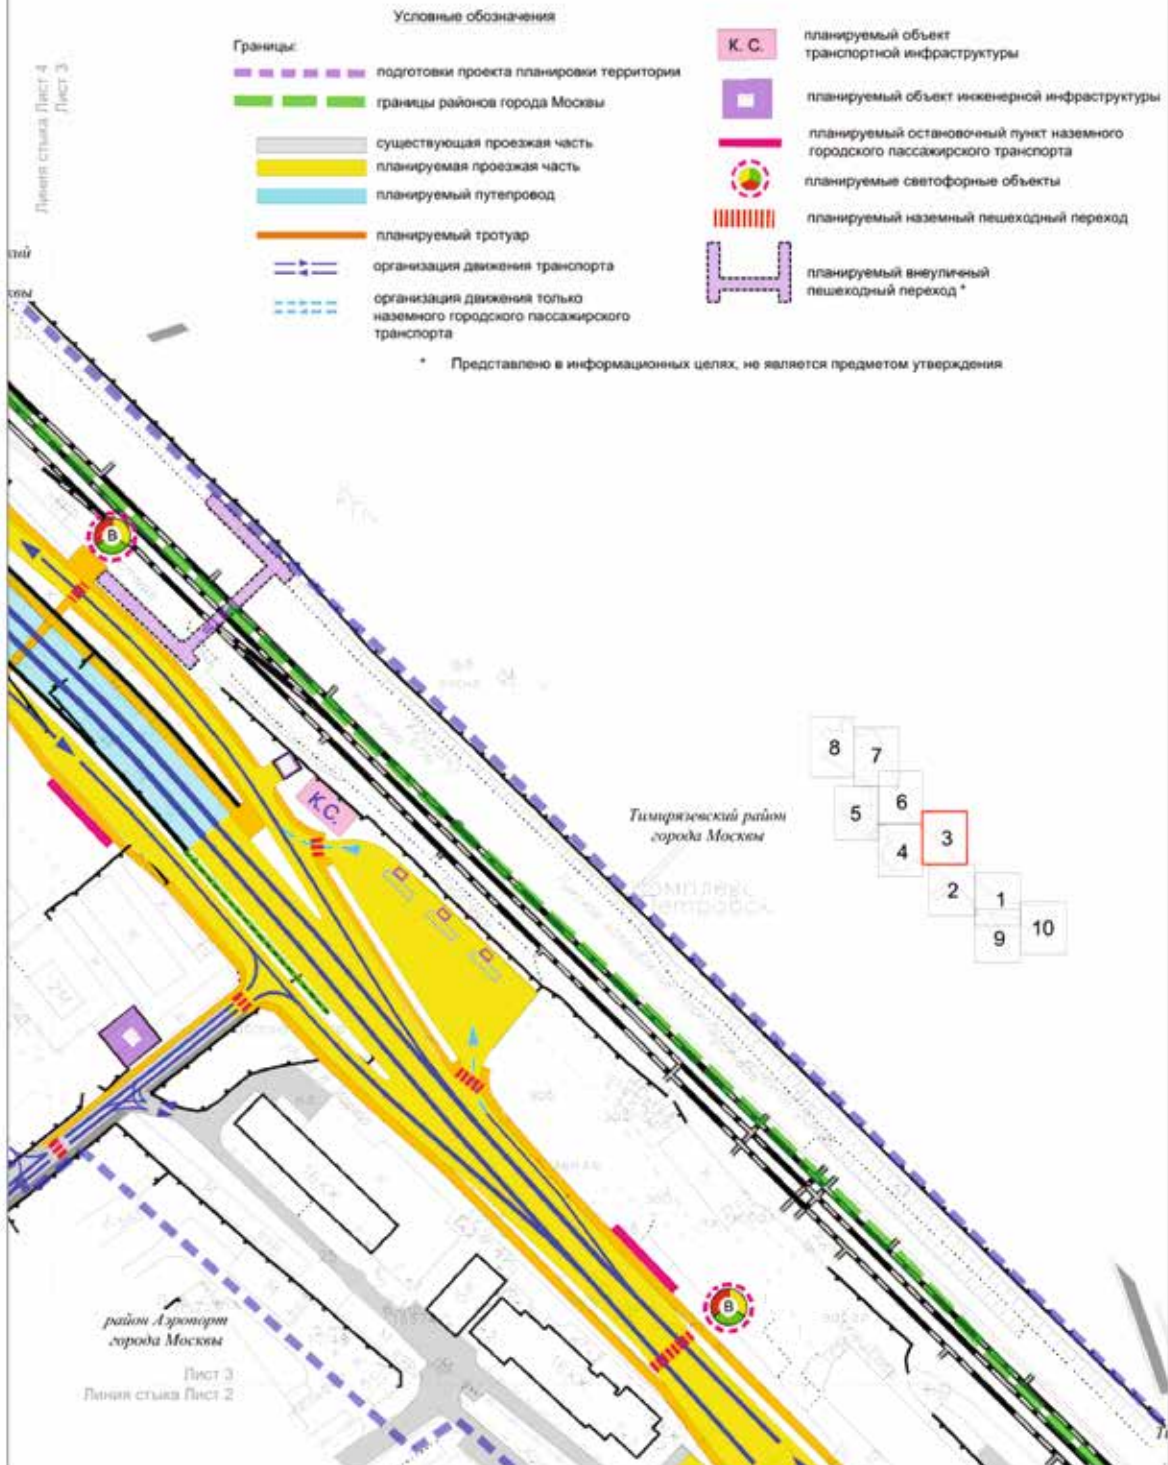 Условные обозначения
Границы:
подготовки проекта планировки территории
границы районов города Москвы
существующая проезжая часть
планируемая проезжая часть
планируемый путепровод
планируемый тротуар
организация движения транспорта
организация движения только
наземного городского пассажирского
транспорта
К. С.
планируемый объект
транспортной инфраструктуры
планируемый объект инженерной инфраструктуры
планируемый остановочный пункт наземного
городского пассажирского транспорта
планируемые светофорные объекты
планируемый наземный пешеходный переход
планируемый внеуличный
пешеходный переход *
* Представлено в информационных целях, не является предметом утверждения
Линия стыка Лист 4
Лист 3
В
К.С.
Тимирязевский район
города Москвы
8
7
6
5
4
3
2
1
9
10
В
район Аэропорт
города Москвы
Лист 3
Линия стыка Лист 2